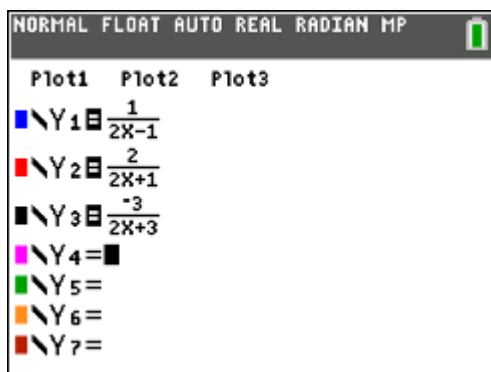 NORMAL FLOAT AUTO REAL RADIAN MP
Plot1 Plot2 Plot3
\Y1=1/(2X-1)
\Y2=2/(2X+1)
\Y3=-3/(2X+3)
\Y4=
\Y5=
\Y6=
\Y7=